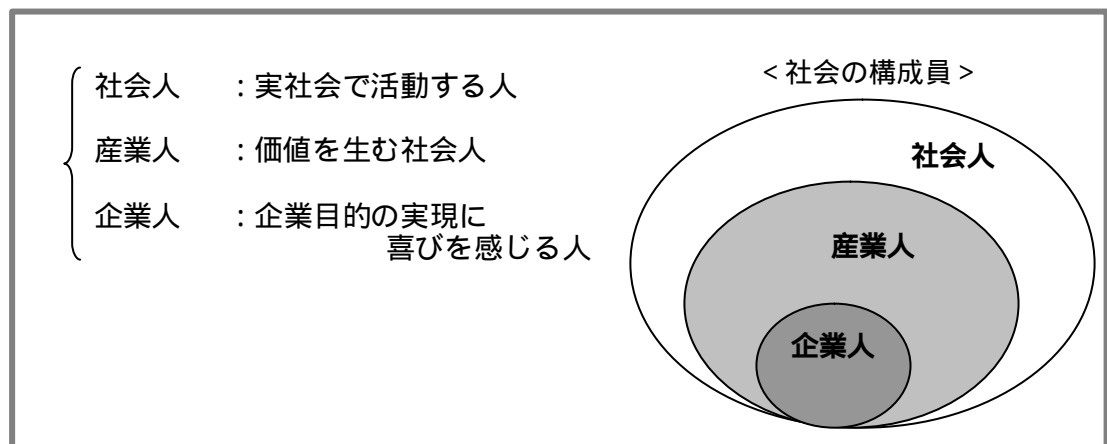 社会人 :実社会で活動する人
産業人 :価値を生む社会人
企業人 :企業目的の実現に
喜びを感じる人
<社会の構成員>
社会人
産業人
企業人